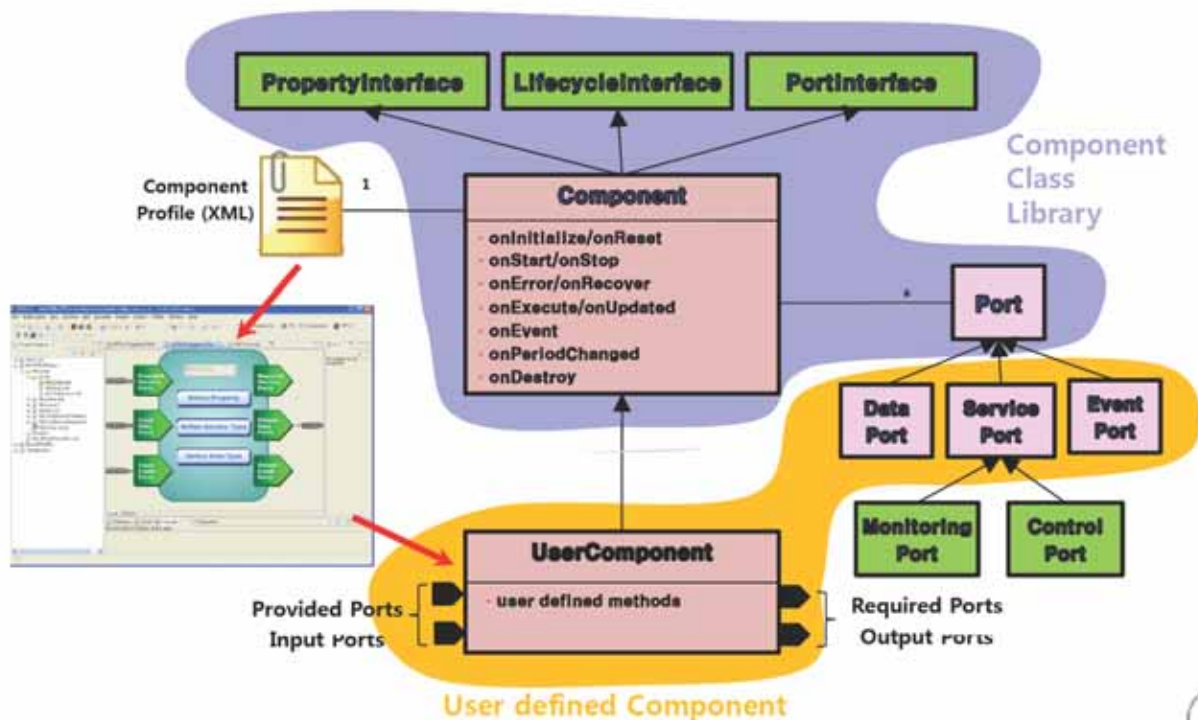 PropertyInterface
LifecycleInterface
PortInterface
Component
Class
Library
Component
Profile (XML)
1
Component
- onInitialize/onReset
- onStart/onStop
- onError/onRecover
- onExecute/onUpdated
- onEvent
- onPeriodChanged
- onDestroy
*
Port
Data
Port
Service
Port
Event
Port
Monitoring
Port
Control
Port
UserComponent
- user defined methods
Provided Ports
Input Ports
Required Ports
Output Ports
User defined Component